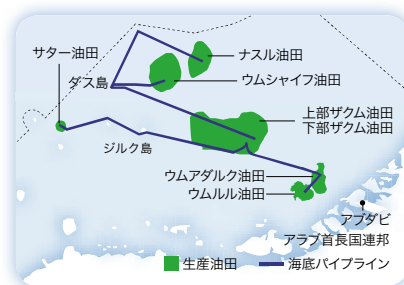 サター油田
ナスル油田
ダス島
ウムシャイフ油田
上部ザクム油田
下部ザクム油田
ジルク島
ウムアダルク油田
ウムルル油田
アブダビ
アラブ首長国連邦
生産油田
海底パイプライン